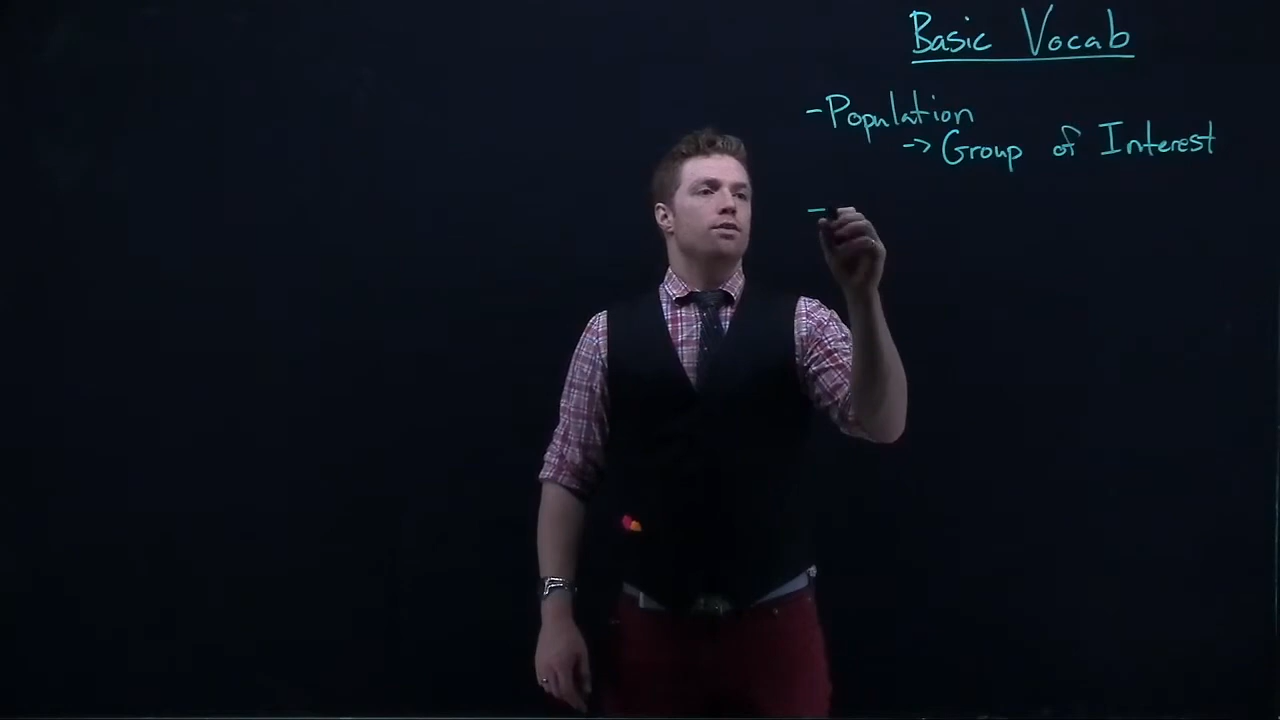 Basic Vocab
-Population
-> Group of Interest
-